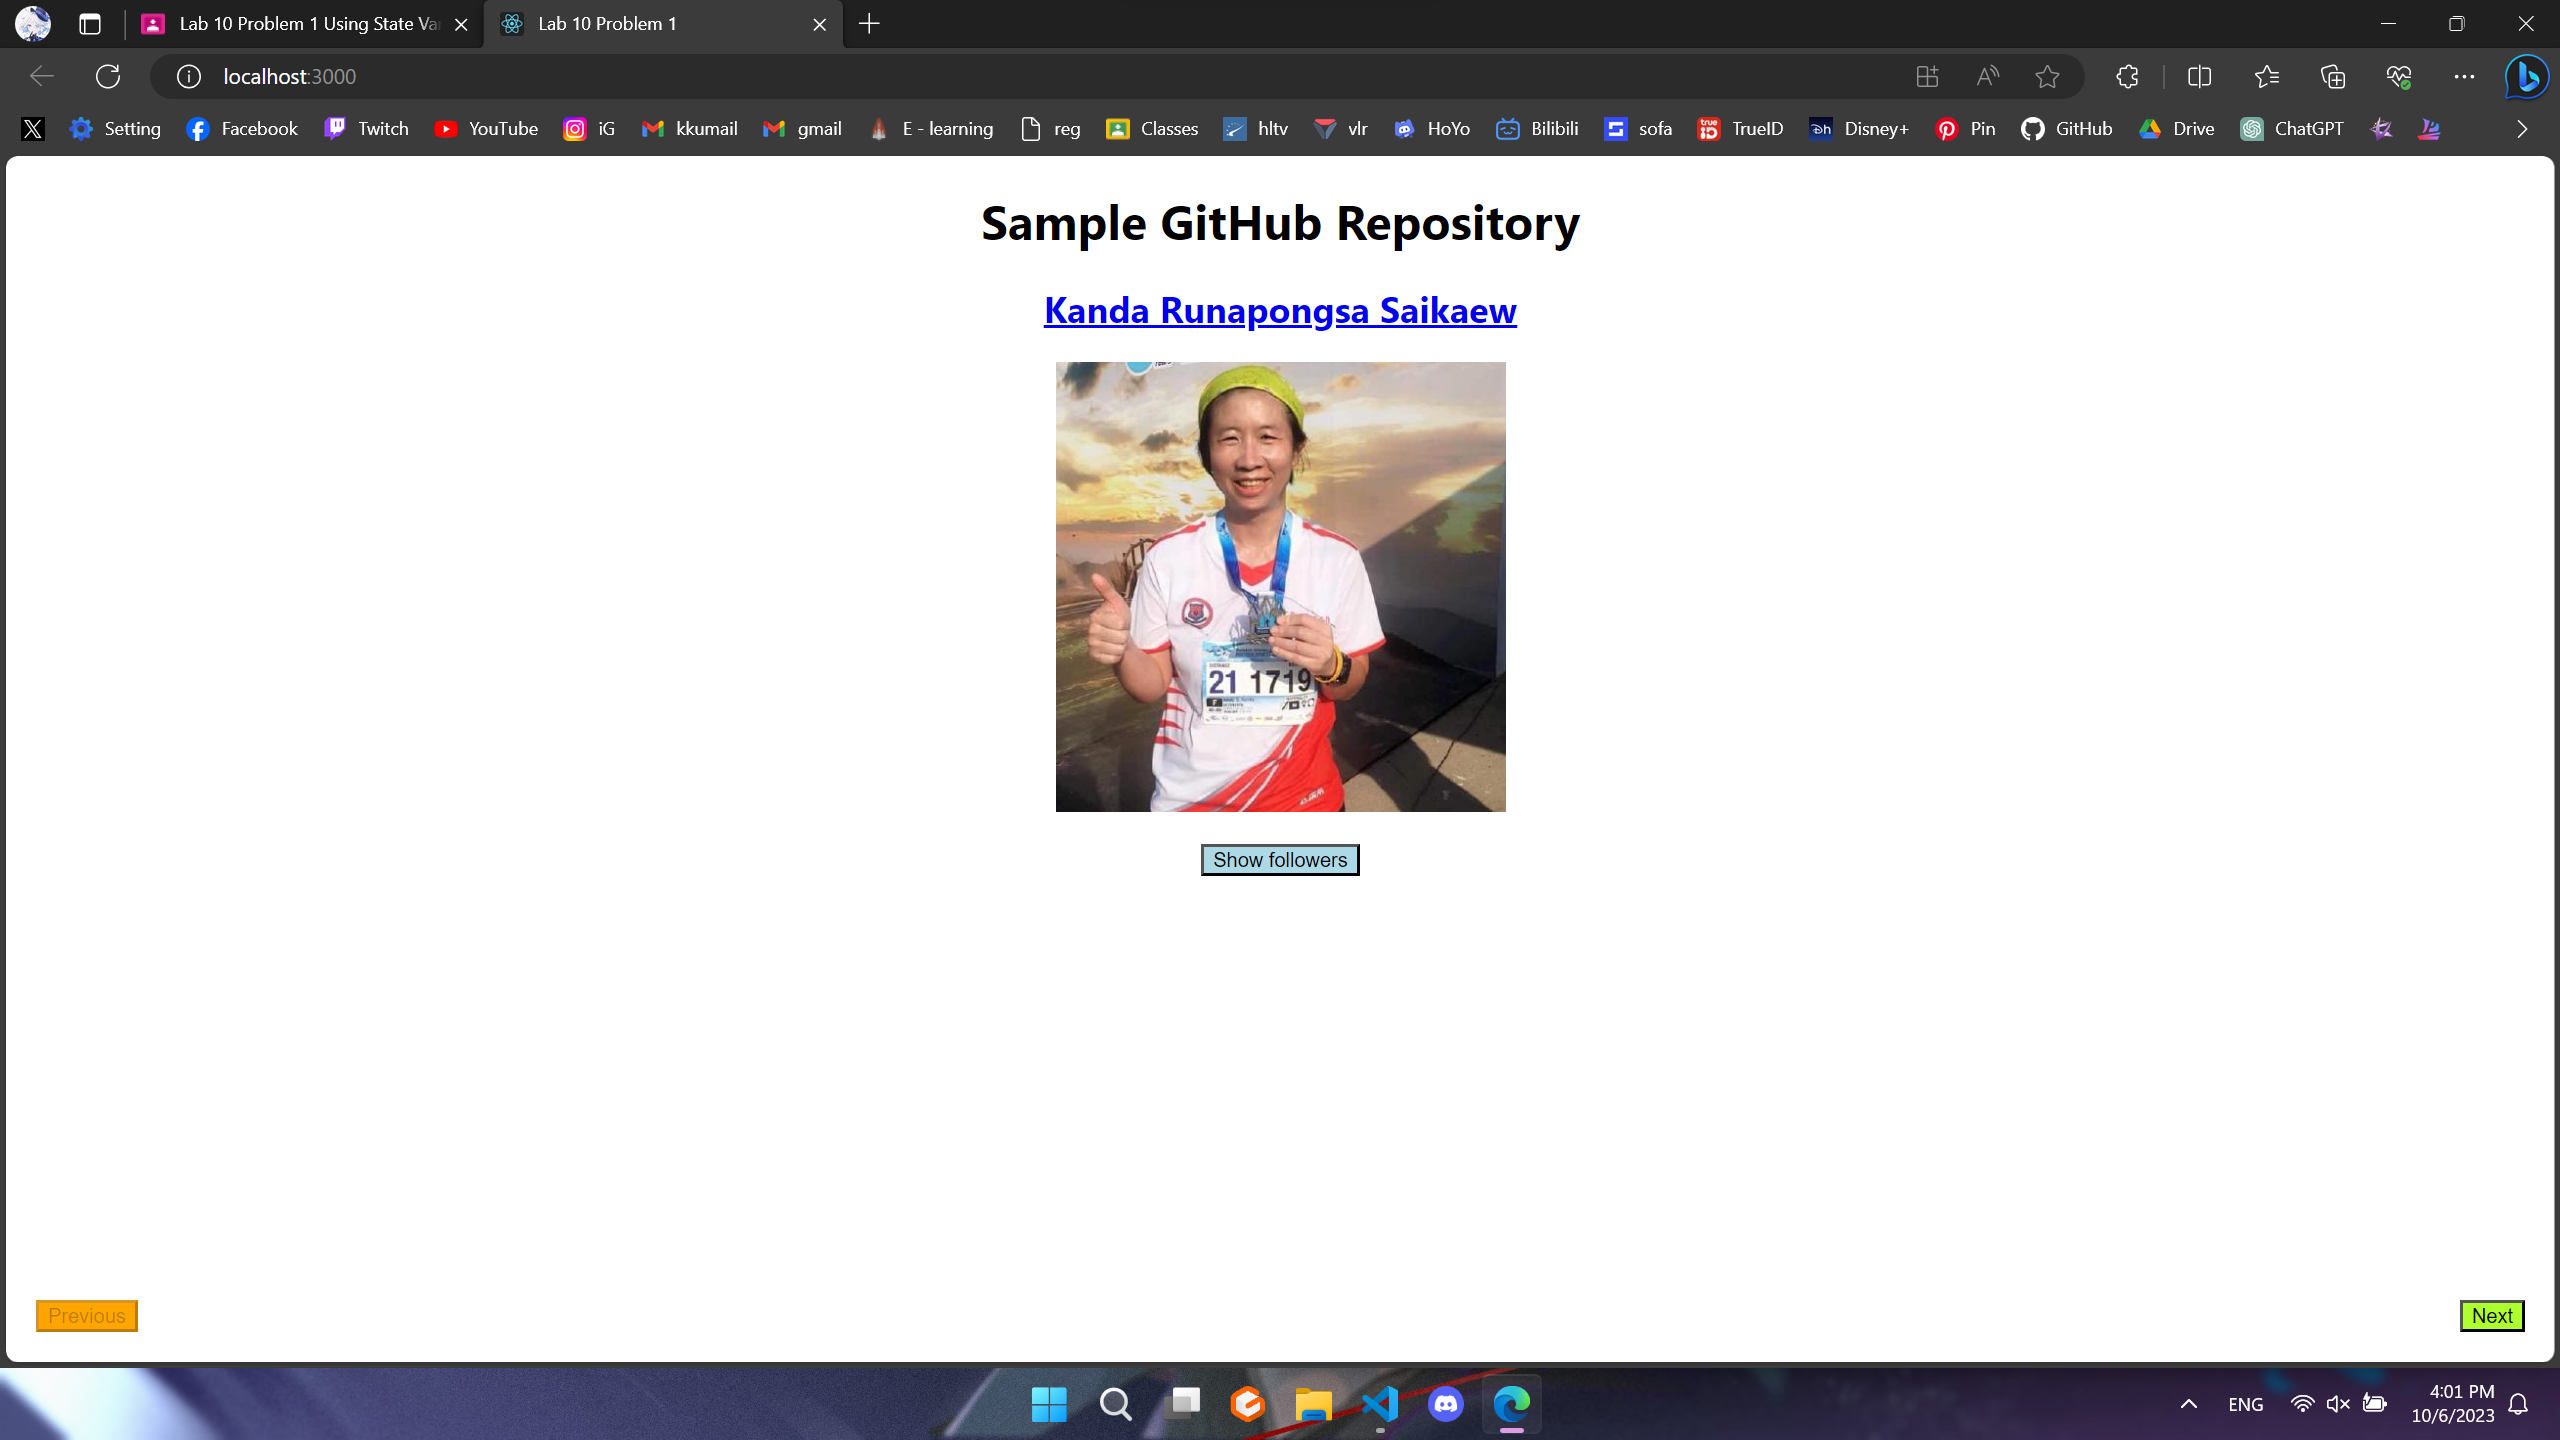 Lab 10 Problem 1 Using State Va
Lab 10 Problem 1
localhost:3000
Setting Facebook Twitch YouTube iG kkumail gmail E - learning reg Classes hltv vlr HoYo Bilibili sofa TrueID Disney+ Pin GitHub Drive ChatGPT
Sample GitHub Repository
Kanda Runapongsa Saikaew
21 1719
Show followers
Previous
Next
ENG
4:01 PM
10/6/2023